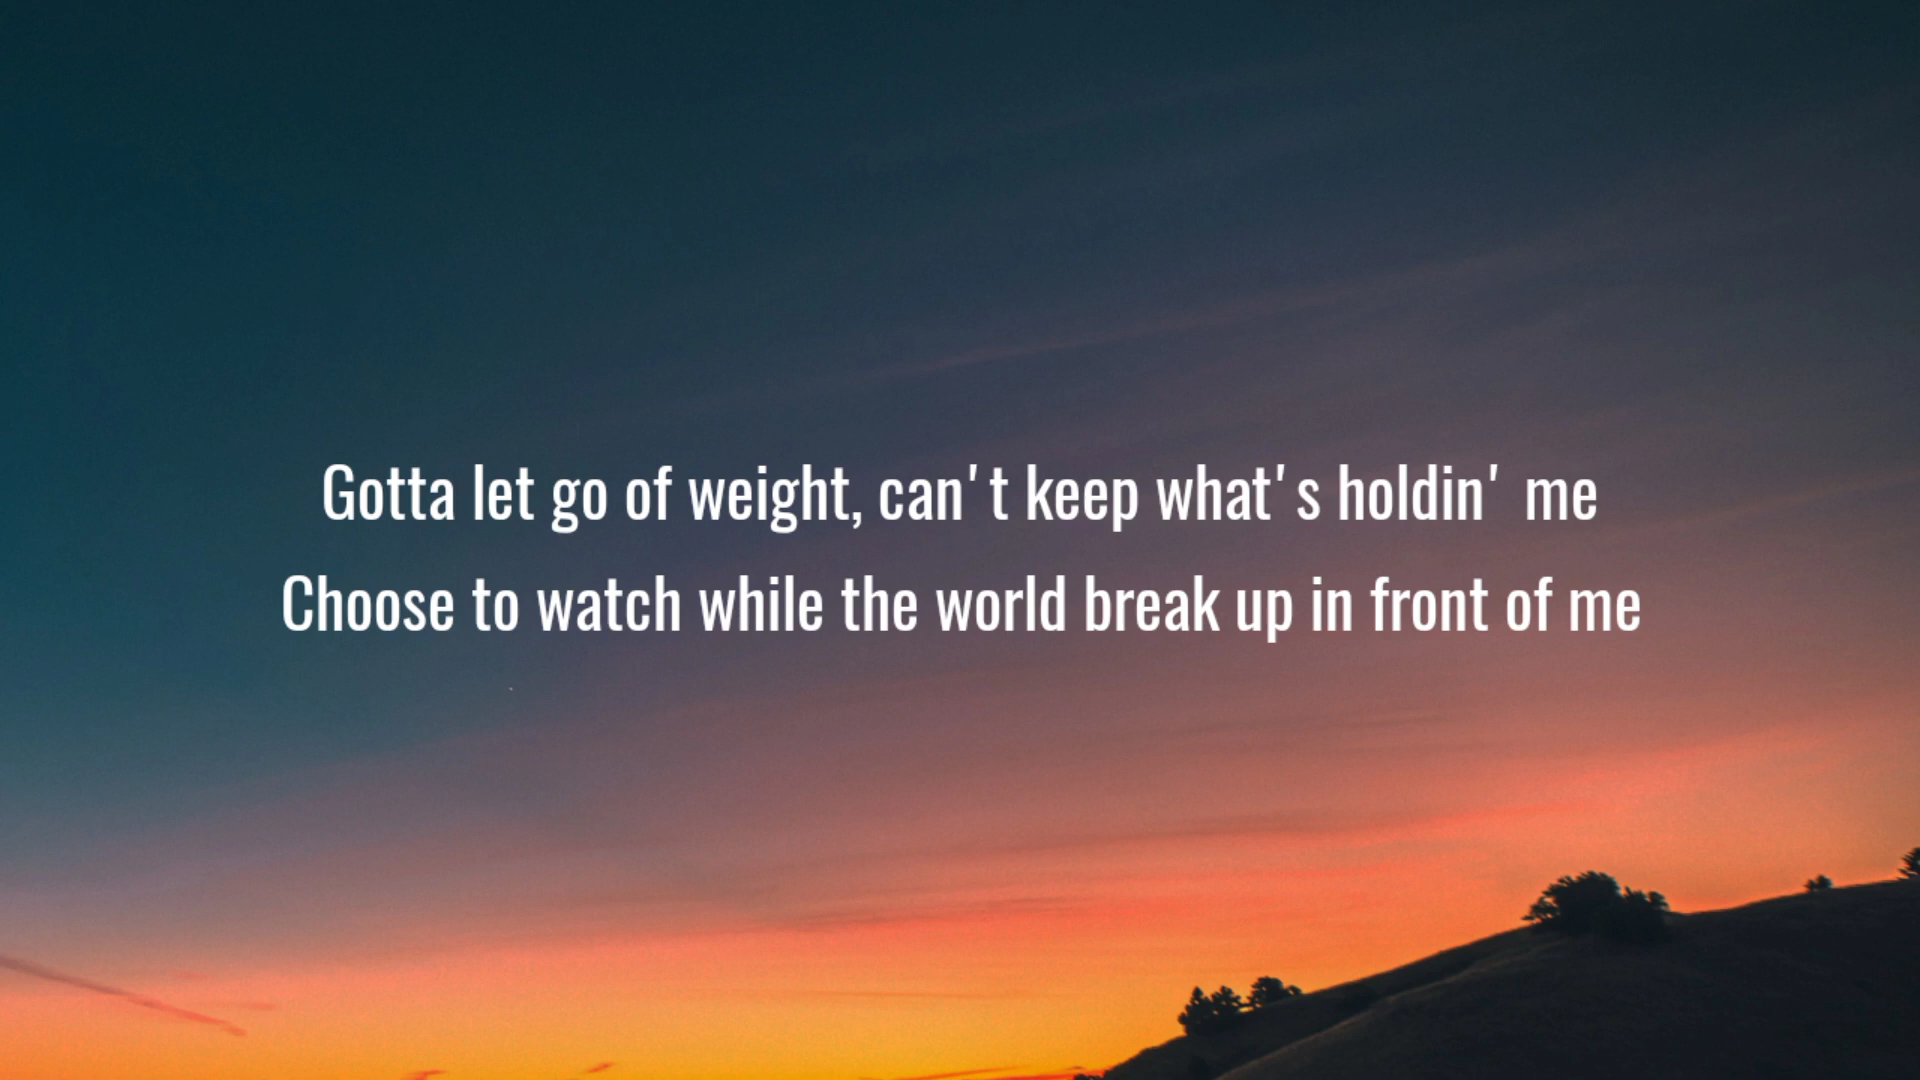 Gotta let go of weight, can't keep what's holdin' me
Choose to watch while the world break up in front of me